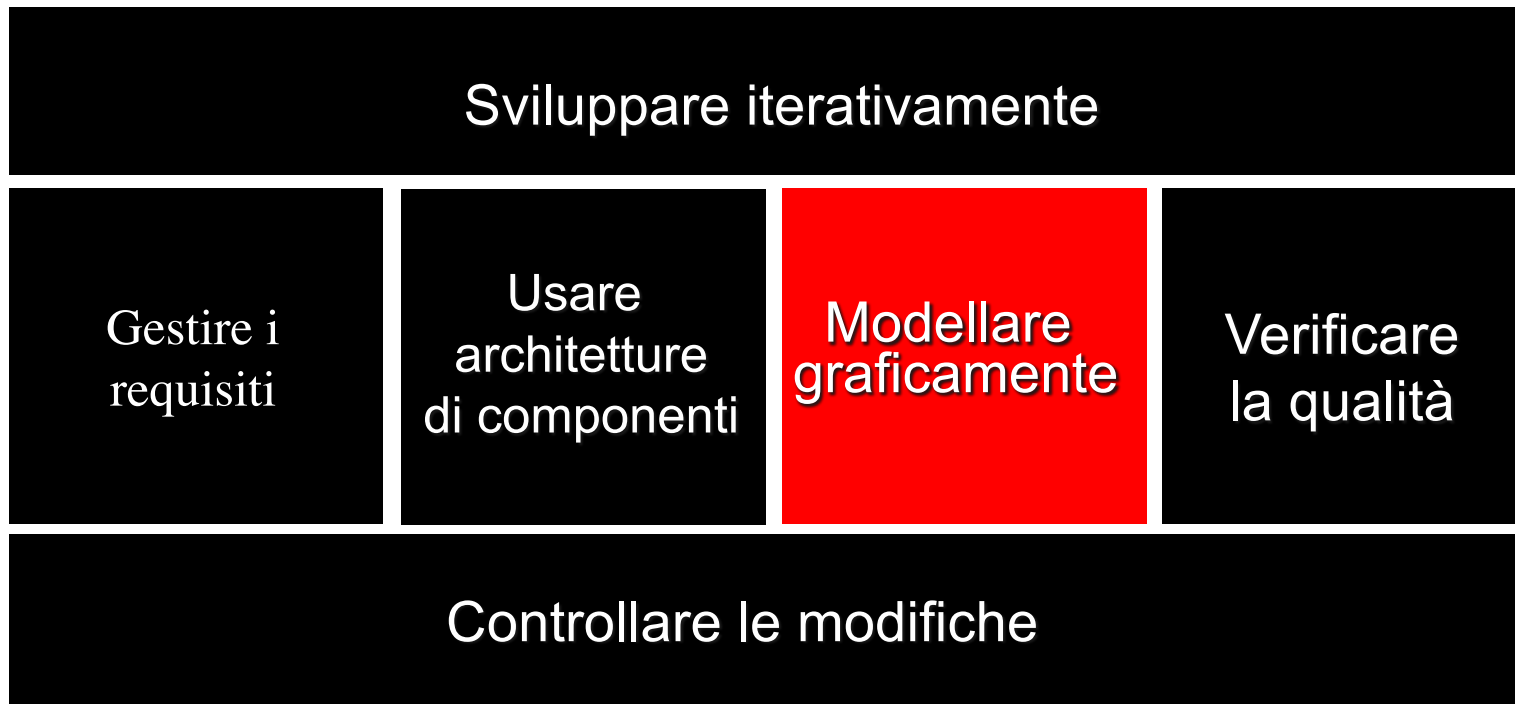 Sviluppare iterativamente
Gestire i
requisiti
Usare
architetture
di componenti
Modellare
graficamente
Verificare
la qualità
Controllare le modifiche